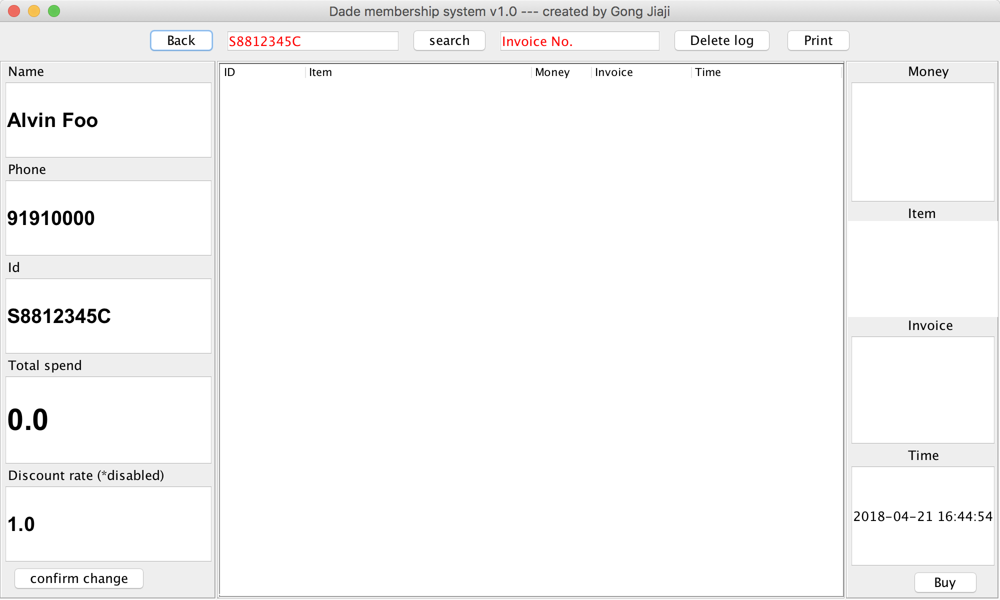 Dade membership system v1.0 --- created by Gong Jiaji
Back S8812345C search Invoice No. Delete log Print
Name
Alvin Foo
Phone
91910000
Id
S8812345C
Total spend
0.0
Discount rate (*disabled)
1.0
confirm change
ID Item Money Invoice Time
Money
Item
Invoice
Time
2018-04-21 16:44:54
Buy